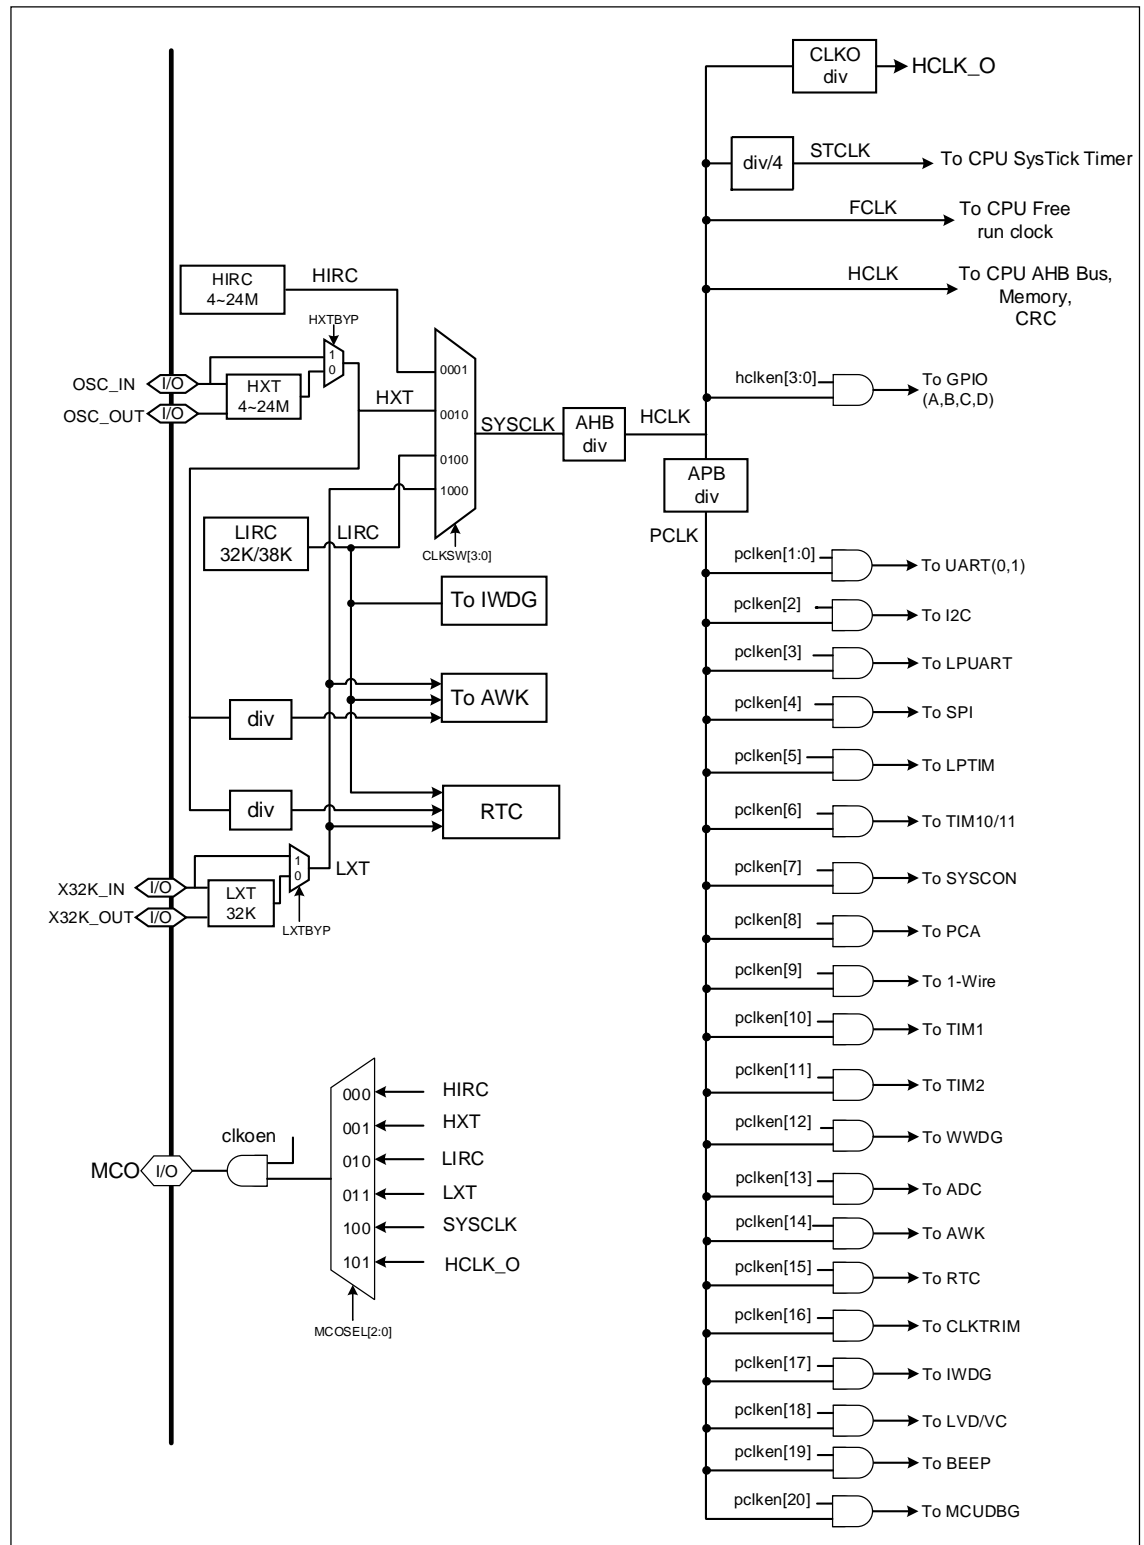 CLKO
div
HCLK_O
div/4
STCLK
To CPU SysTick Timer
FCLK
To CPU Free
run clock
HCLK
To CPU AHB Bus,
Memory,
CRC
HIRC
4~24M
HIRC
HXTBYP
1
0
OSC_IN
I/O
HXT
4~24M
OSC_OUT
I/O
HXT
0001
0010
0100
1000
CLKSW[3:0]
SYSCLK
AHB
div
HCLK
hclken[3:0]
To GPIO
(A,B,C,D)
APB
div
PCLK
LIRC
32K/38K
LIRC
To IWDG
div
To AWK
div
RTC
X32K_IN
I/O
LXT
32K
X32K_OUT
I/O
1
0
LXT
LXTBYP
pclken[1:0]
To UART(0,1)
pclken[2]
To I2C
pclken[3]
To LPUART
pclken[4]
To SPI
pclken[5]
To LPTIM
pclken[6]
To TIM10/11
pclken[7]
To SYSCON
pclken[8]
To PCA
pclken[9]
To 1-Wire
pclken[10]
To TIM1
pclken[11]
To TIM2
pclken[12]
To WWDG
pclken[13]
To ADC
pclken[14]
To AWK
pclken[15]
To RTC
pclken[16]
To CLKTRIM
pclken[17]
To IWDG
pclken[18]
To LVD/VC
pclken[19]
To BEEP
pclken[20]
To MCUDBG
MCO
I/O
clkoen
000
HIRC
001
HXT
010
LIRC
011
LXT
100
SYSCLK
101
HCLK_O
MCOSEL[2:0]